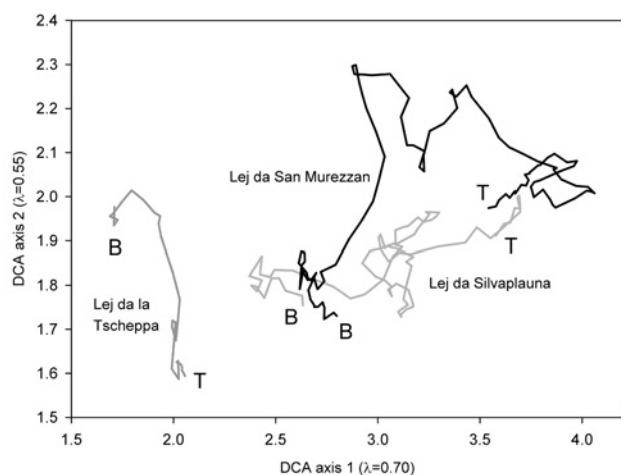 2.4
2.3
2.2
2.1
2.0
1.9
1.8
1.7
1.6
1.5
DCA axis 2 (λ=0.55)
Lej da San Murezzan
T
B
T
Lej da Silvaplauna
Lej da la
Tscheppa
B
B
T
1.5 2.0 2.5 3.0 3.5 4.0
DCA axis 1 (λ=0.70)